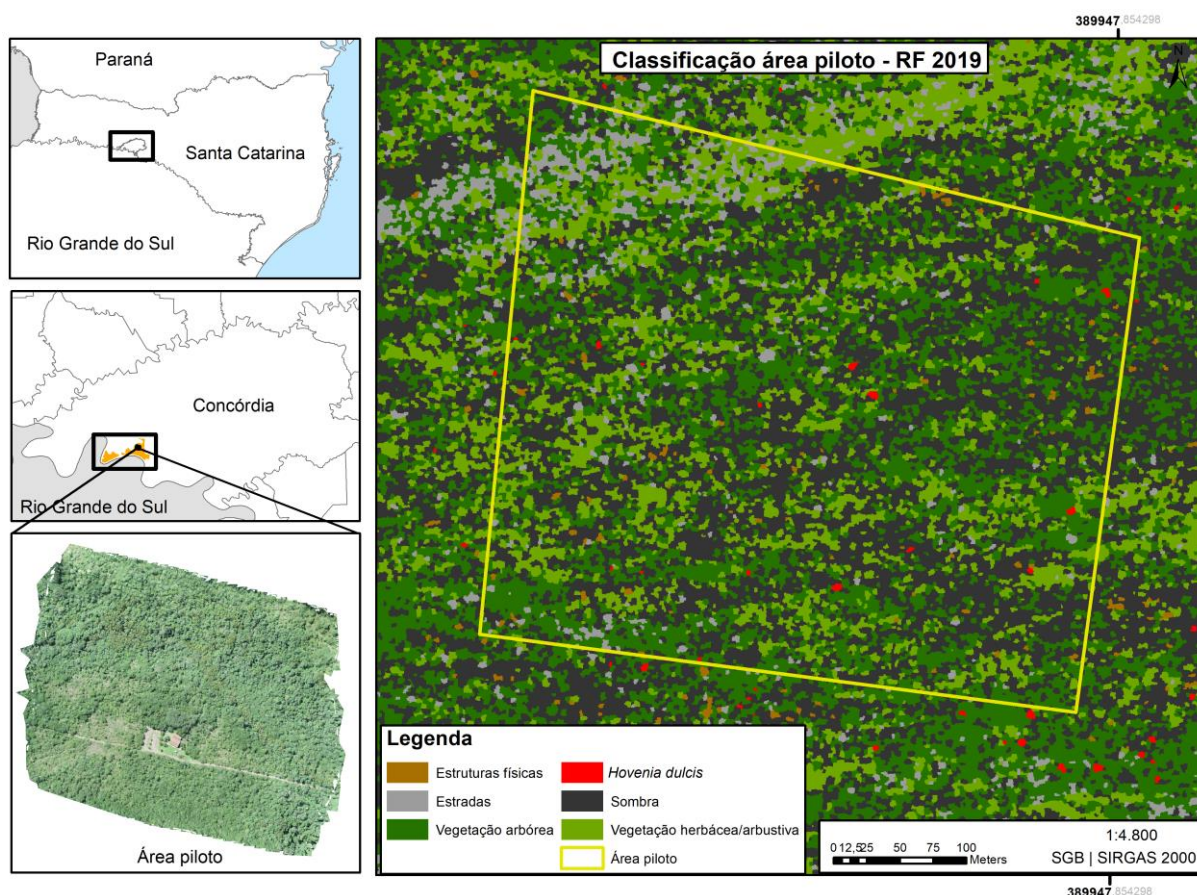 389947,854298
Paraná
Santa Catarina
Rio Grande do Sul
Concórdia
Rio Grande do Sul
Área piloto
Classificação área piloto - RF 2019
N
Legenda
Estruturas físicas
Hovenia dulcis
Estradas
Sombra
Vegetação arbórea
Vegetação herbácea/arbustiva
Área piloto
1:4.800
0 12,5 25 50 75 100
Meters
SGB | SIRGAS 2000
389947,854298